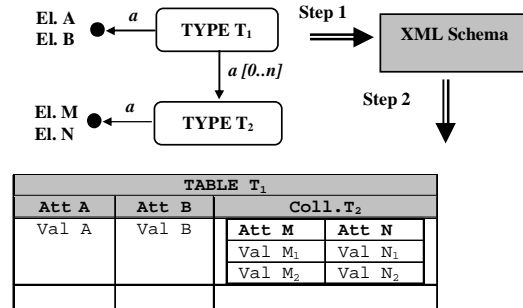 El. A
El. B
a
TYPE T₁
Step 1
XML Schema
a [0..n]
Step 2
El. M
El. N
a
TYPE T₂
TABLE T₁
Att A Att B Coll.T₂
Val A Val B Att M Att N
Val M₁ Val N₁
Val M₂ Val N₂